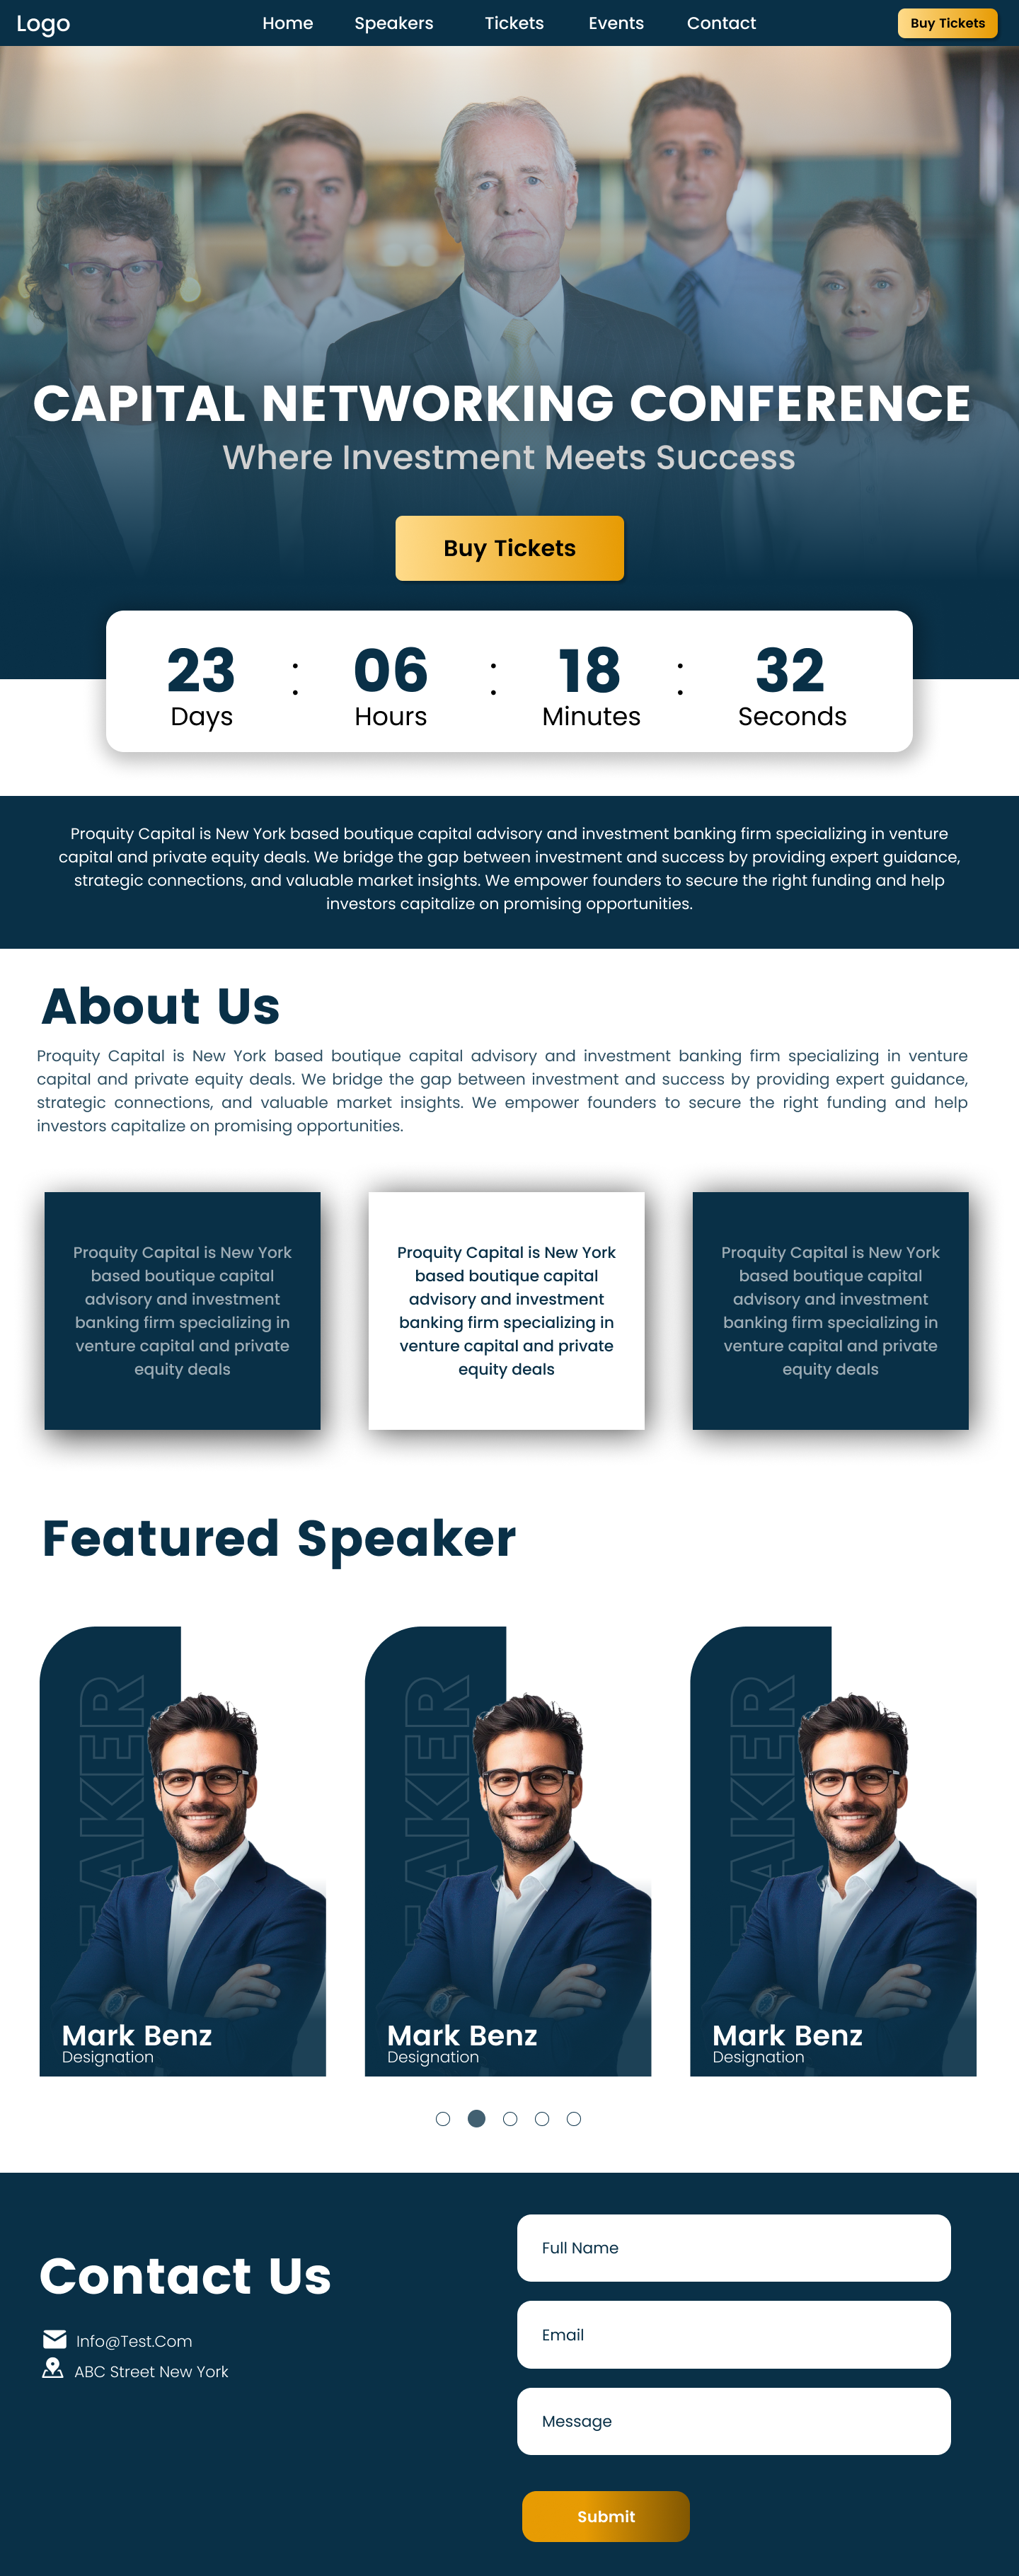 Logo
Home Speakers Tickets Events Contact
Buy Tickets
CAPITAL NETWORKING CONFERENCE
Where Investment Meets Success
Buy Tickets
23 : 06 : 18 : 32
Days Hours Minutes Seconds
Proquity Capital is New York based boutique capital advisory and investment banking firm specializing in venture
capital and private equity deals. We bridge the gap between investment and success by providing expert guidance,
strategic connections, and valuable market insights. We empower founders to secure the right funding and help
investors capitalize on promising opportunities.
About Us
Proquity Capital is New York based boutique capital advisory and investment banking firm specializing in venture
capital and private equity deals. We bridge the gap between investment and success by providing expert guidance,
strategic connections, and valuable market insights. We empower founders to secure the right funding and help
investors capitalize on promising opportunities.
Proquity Capital is New York
based boutique capital
advisory and investment
banking firm specializing in
venture capital and private
equity deals
Proquity Capital is New York
based boutique capital
advisory and investment
banking firm specializing in
venture capital and private
equity deals
Proquity Capital is New York
based boutique capital
advisory and investment
banking firm specializing in
venture capital and private
equity deals
Featured Speaker
EAKER
Mark Benz
Designation
EAKER
Mark Benz
Designation
EAKER
Mark Benz
Designation
Contact Us
Info@Test.Com
ABC Street New York
Full Name
Email
Message
Submit